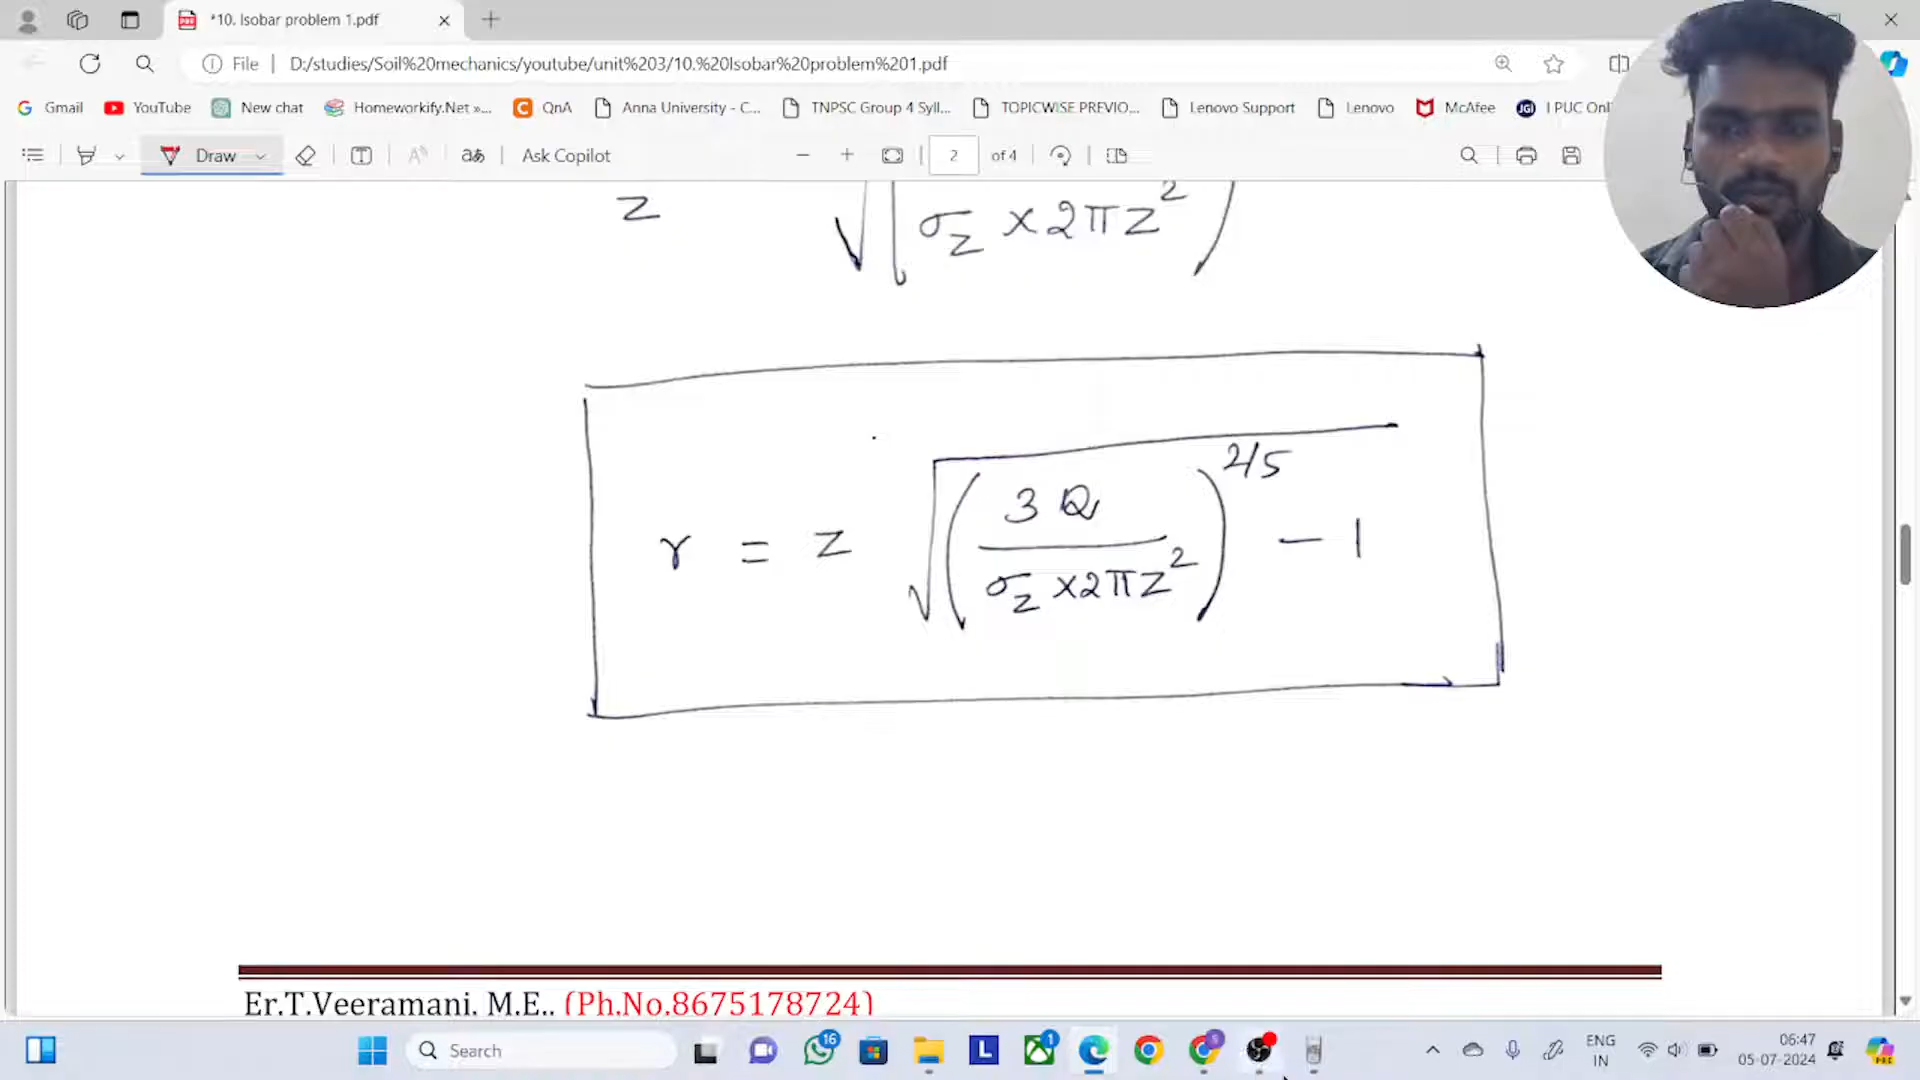 *10. Isobar problem 1.pdf
File | D:/studies/Soil%20mechanics/youtube/unit%203/10.%20Isobar%20problem%201.pdf
Gmail YouTube New chat Homeworkify.Net »... QnA Anna University - C... TNPSC Group 4 Syll... TOPICWISE PREVIO... Lenovo Support Lenovo McAfee I PUC Onl
Draw Ask Copilot 2 of 4
z √( σz × 2πz² )
r = z √( ( 3Q / σz × 2πz² )^2/5 - 1 )
Er.T.Veeramani. M.E.. (Ph.No.8675178724)
Search 16 1 ENG IN 06:47 05-07-2024